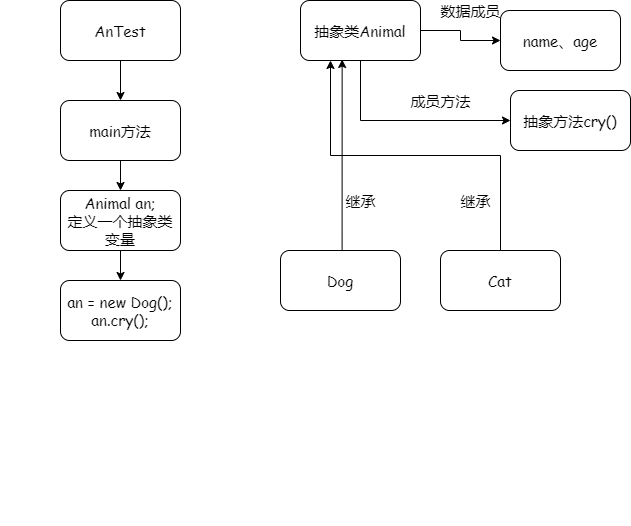 AnTest
main方法
Animal an;
定义一个抽象类
变量
an = new Dog();
an.cry();
抽象类Animal
数据成员
name、age
成员方法
抽象方法cry()
继承
继承
Dog
Cat